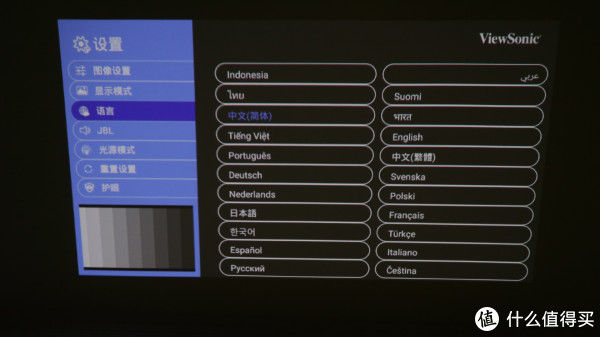 设置
图像设置
显示模式
语言
JBL
光源模式
重置设置
护眼
ViewSonic
Indonesia
ไทย
中文(简体)
Tiếng Việt
Português
Deutsch
Nederlands
日本語
한국어
Español
Русский
عربي
Suomi
भारत
English
中文(繁體)
Svenska
Polski
Français
Türkçe
Italiano
Čeština
值 什么值得买